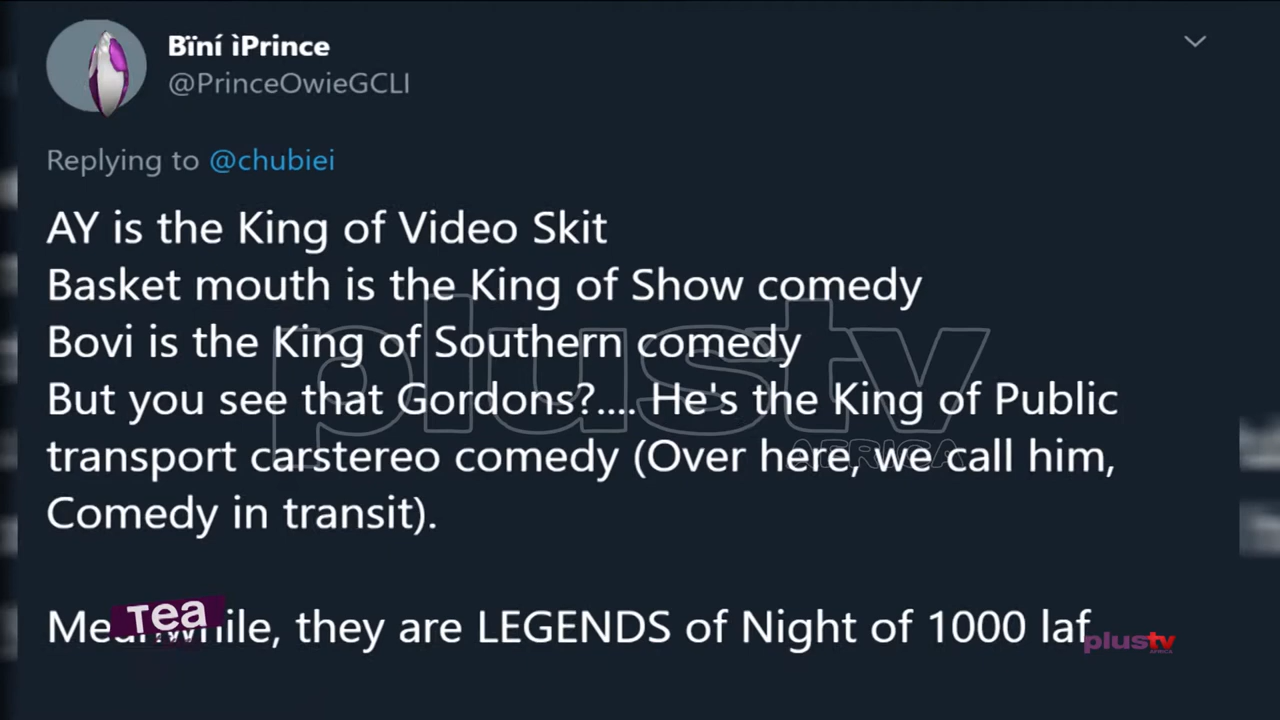 Bïní ìPrince
@PrinceOwieGCLI
Replying to @chubiei
AY is the King of Video Skit
Basket mouth is the King of Show comedy
Bovi is the King of Southern comedy
But you see that Gordons?.... He's the King of Public
transport carstereo comedy (Over here, we call him,
Comedy in transit).
plustv
AFRICA
Meanwhile, they are LEGENDS of Night of 1000 laf
Tea
plustv
AFRICA